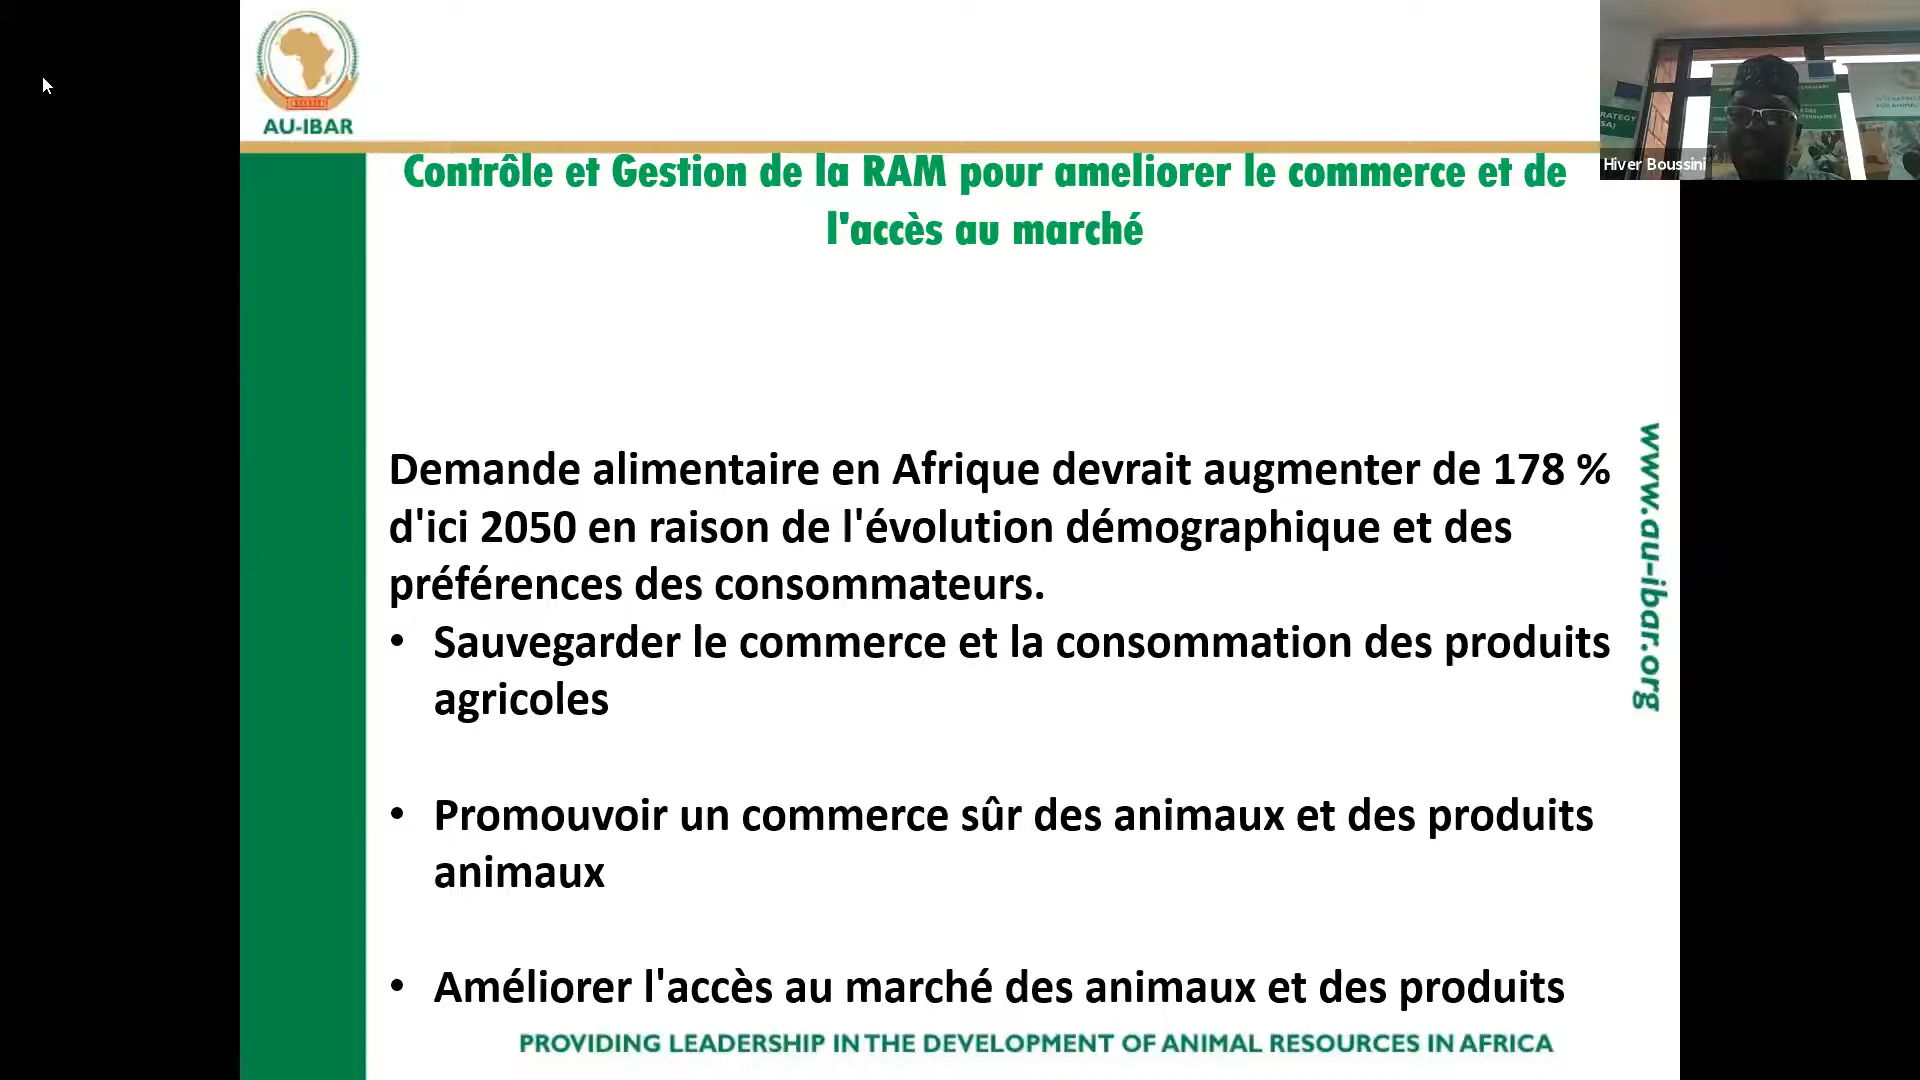 AU-IBAR
Contrôle et Gestion de la RAM pour ameliorer le commerce et de
l'accès au marché
Hiver Boussini
Demande alimentaire en Afrique devrait augmenter de 178 %
d'ici 2050 en raison de l'évolution démographique et des
préférences des consommateurs.
• Sauvegarder le commerce et la consommation des produits
agricoles
• Promouvoir un commerce sûr des animaux et des produits
animaux
• Améliorer l'accès au marché des animaux et des produits
www.au-ibar.org
PROVIDING LEADERSHIP IN THE DEVELOPMENT OF ANIMAL RESOURCES IN AFRICA